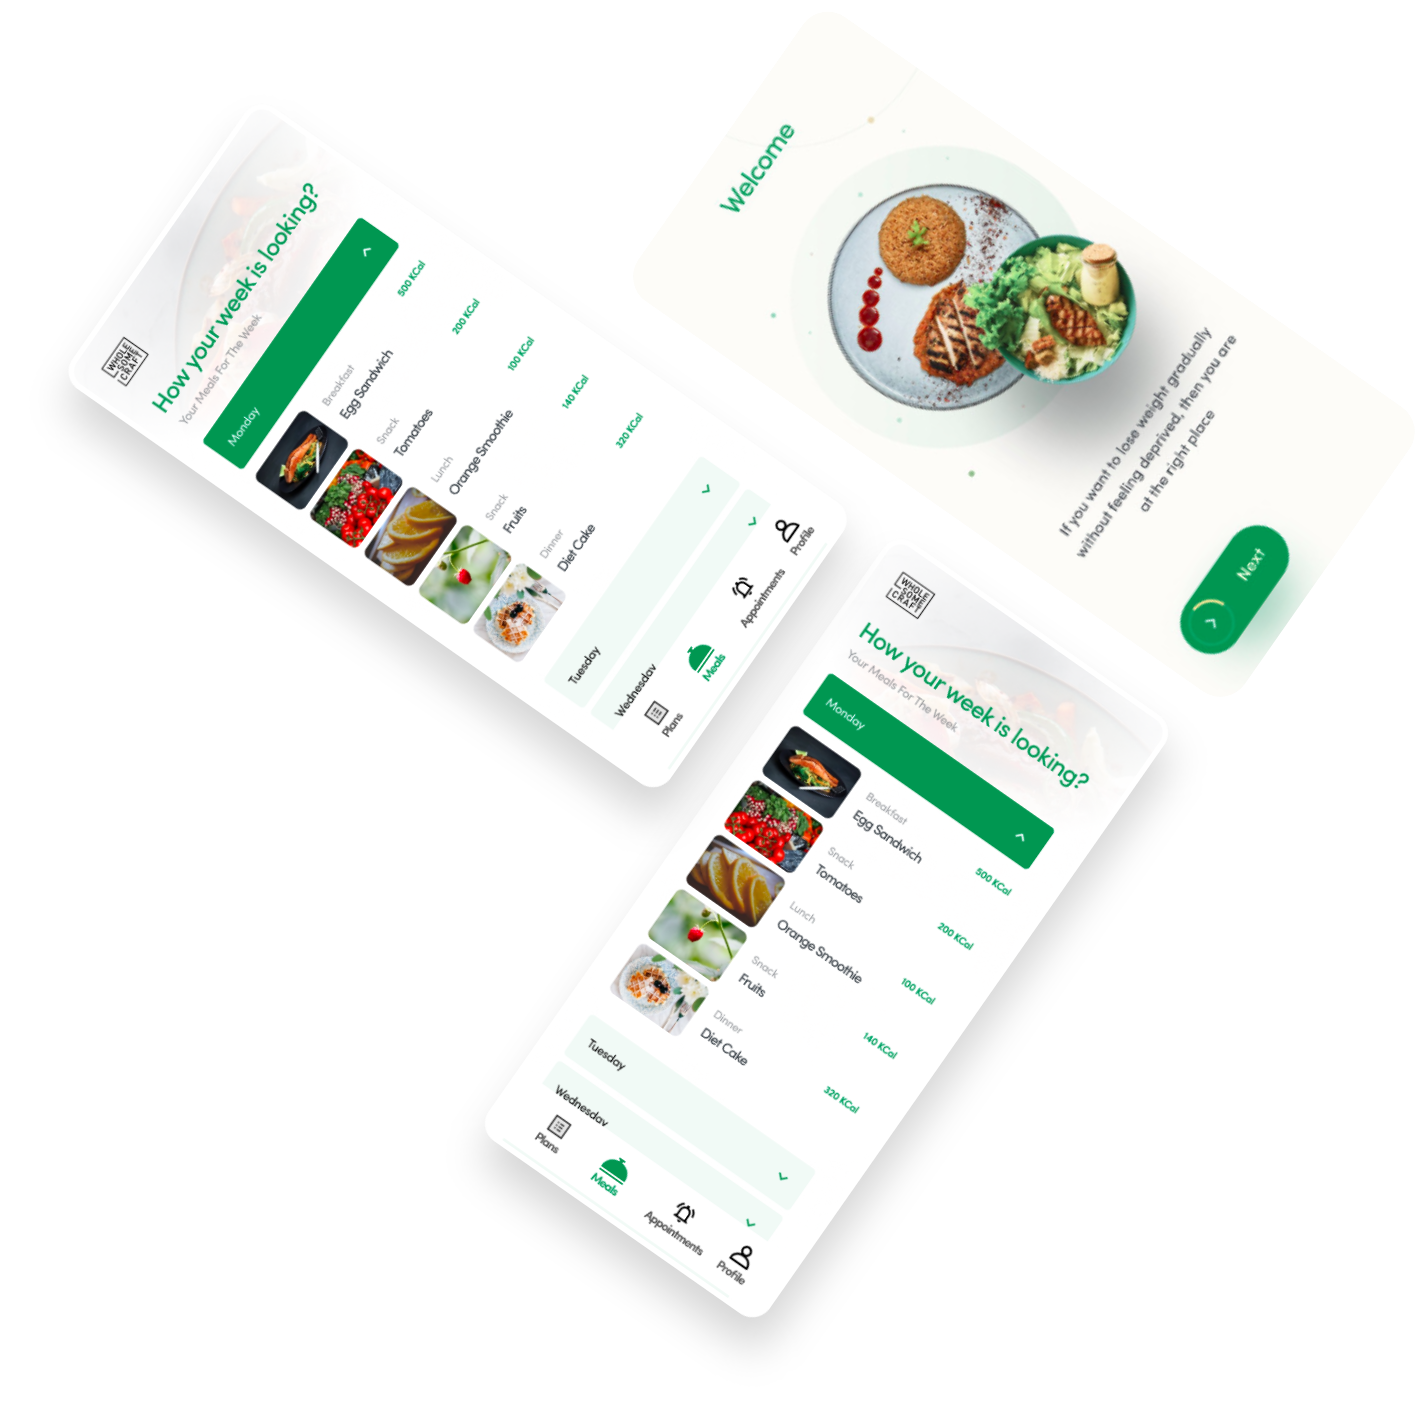 WHOLE
SOME
CRAFT
How your week is looking?
Your Meals For The Week
Monday
Breakfast
Egg Sandwich
500 KCal
Snack
Tomatoes
200 KCal
Lunch
Orange Smoothie
100 KCal
Snack
Fruits
140 KCal
Dinner
Diet Cake
320 KCal
Tuesday
Wednesday
Plans
Meals
Appointments
Profile
Welcome
If you want to lose weight gradually
without feeling deprived, then you are
at the right place
Next
WHOLE
SOME
CRAFT
How your week is looking?
Your Meals For The Week
Monday
Breakfast
Egg Sandwich
500 KCal
Snack
Tomatoes
200 KCal
Lunch
Orange Smoothie
100 KCal
Snack
Fruits
140 KCal
Dinner
Diet Cake
320 KCal
Tuesday
Wednesday
Plans
Meals
Appointments
Profile